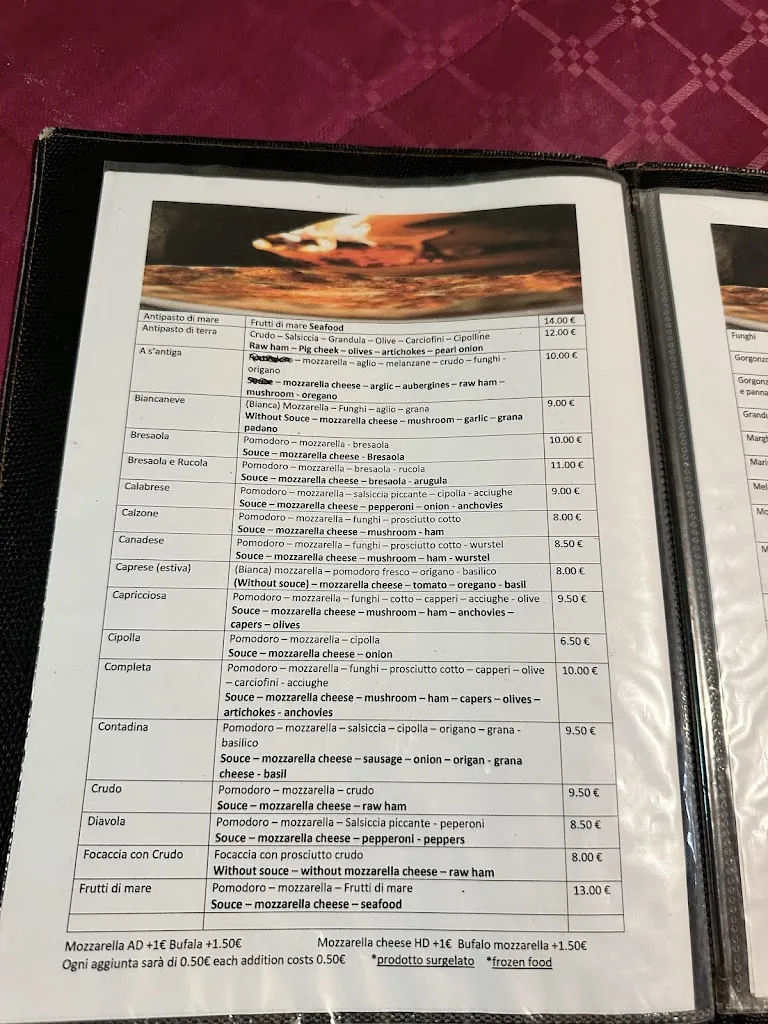 Antipasto di mare Frutti di mare Seafood 14.00 €
Antipasto di terra Crudo – Salsiccia – Grandula – Olive – Carciofini – Cipolline 12.00 €
Raw ham – Pig cheek – olives – artichokes – pearl onion
A s'antiga – mozzarella – aglio – melanzane – crudo – funghi - 10.00 €
origano
– mozzarella cheese – arglic – aubergines – raw ham –
mushroom - oregano
Biancaneve (Bianca) Mozzarella – Funghi – aglio – grana 9.00 €
Without Souce – mozzarella cheese – mushroom – garlic – grana
padano
Bresaola Pomodoro – mozzarella - bresaola 10.00 €
Souce – mozzarella cheese - Bresaola
Bresaola e Rucola Pomodoro – mozzarella – bresaola - rucola 11.00 €
Souce – mozzarella cheese – bresaola - arugula
Calabrese Pomodoro – mozzarella – salsiccia piccante – cipolla - acciughe 9.00 €
Souce – mozzarella cheese – pepperoni – onion - anchovies
Calzone Pomodoro – mozzarella – funghi – prosciutto cotto 8.00 €
Souce – mozzarella cheese – mushroom - ham
Canadese Pomodoro – mozzarella – funghi – prosciutto cotto - wurstel 8.50 €
Souce – mozzarella cheese – mushroom – ham - wurstel
Caprese (estiva) (Bianca) mozzarella – pomodoro fresco – origano - basilico 8.00 €
(Without souce) – mozzarella cheese – tomato – oregano - basil
Capricciosa Pomodoro – mozzarella – funghi – cotto – capperi – acciughe - olive 9.50 €
Souce – mozzarella cheese – mushroom – ham – anchovies –
capers – olives
Cipolla Pomodoro – mozzarella – cipolla 6.50 €
Souce – mozzarella cheese – onion
Completa Pomodoro – mozzarella – funghi – prosciutto cotto – capperi – olive 10.00 €
– carciofini - acciughe
Souce – mozzarella cheese – mushroom – ham – capers – olives –
artichokes - anchovies
Contadina Pomodoro – mozzarella – salsiccia – cipolla – origano – grana - 9.50 €
basilico
Souce – mozzarella cheese – sausage – onion – origan - grana
cheese - basil
Crudo Pomodoro – mozzarella – crudo 9.50 €
Souce – mozzarella cheese – raw ham
Diavola Pomodoro – mozzarella – Salsiccia piccante - peperoni 8.50 €
Souce – mozzarella cheese – pepperoni - peppers
Focaccia con Crudo Focaccia con prosciutto crudo 8.00 €
Without souce – without mozzarella cheese – raw ham
Frutti di mare Pomodoro – mozzarella – Frutti di mare 13.00 €
Souce – mozzarella cheese – seafood
Mozzarella AD +1€ Bufala +1.50€ Mozzarella cheese HD +1€ Bufalo mozzarella +1.50€
Ogni aggiunta sarà di 0.50€ each addition costs 0.50€ *prodotto surgelato *frozen food
Funghi
e panna